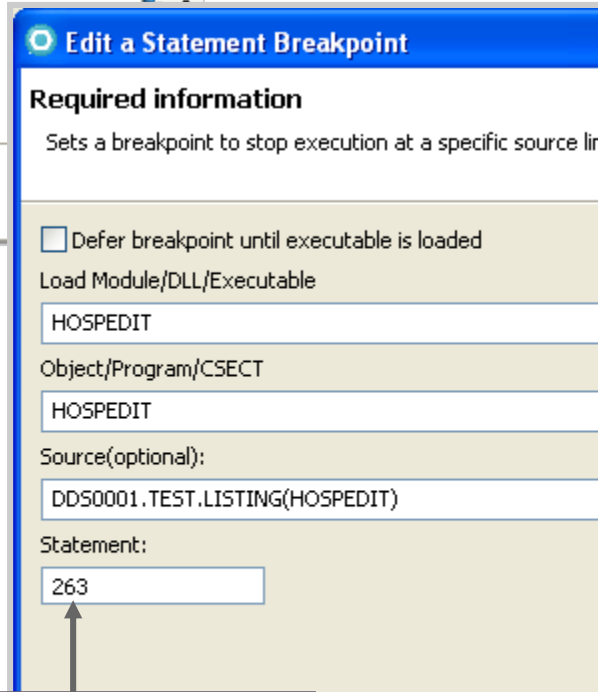 Edit a Statement Breakpoint
Required information
Sets a breakpoint to stop execution at a specific source
Defer breakpoint until executable is loaded
Load Module/DLL/Executable
HOSPEDIT
Object/Program/CSECT
HOSPEDIT
Source(optional):
DDS0001.TEST.LISTING(HOSPEDIT)
Statement:
263